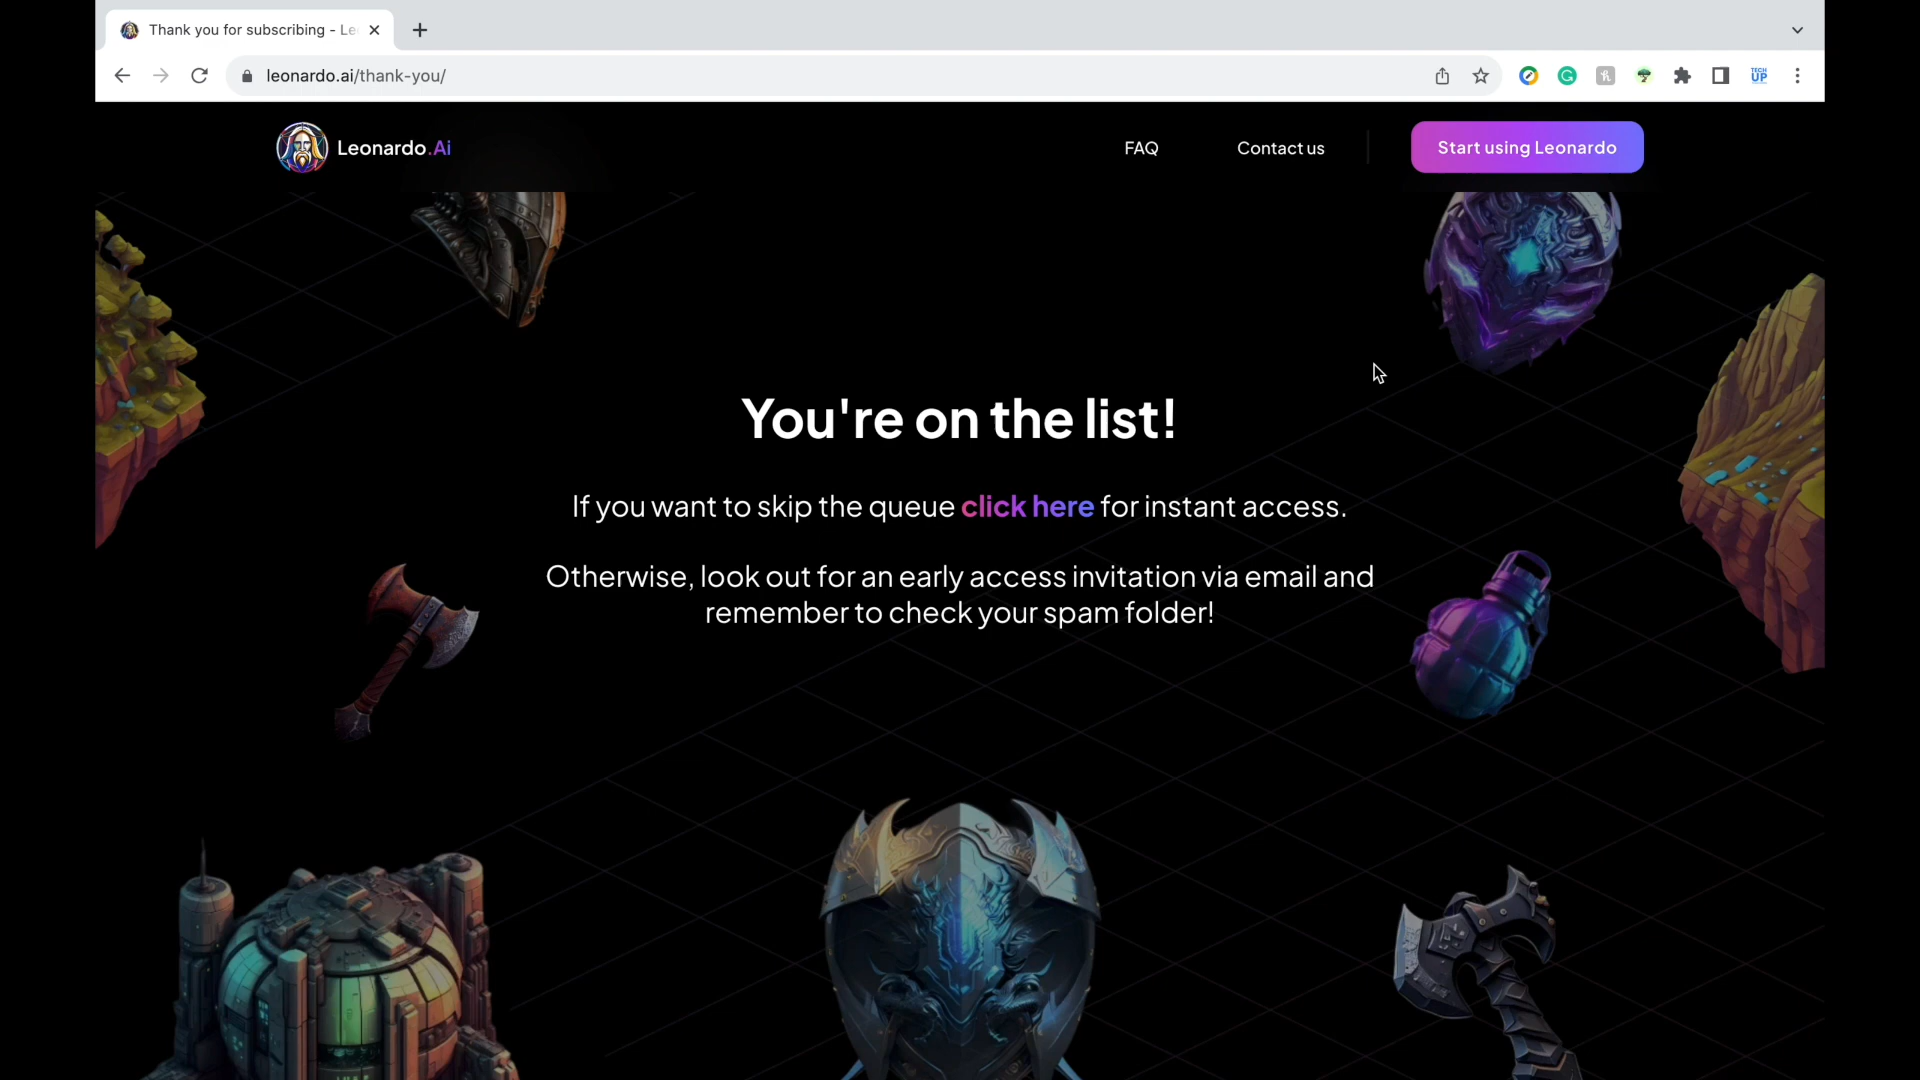 Thank you for subscribing - Le
leonardo.ai/thank-you/
TECH
UP
Leonardo.Ai
FAQ
Contact us
Start using Leonardo
You're on the list!
If you want to skip the queue click here for instant access.
Otherwise, look out for an early access invitation via email and
remember to check your spam folder!